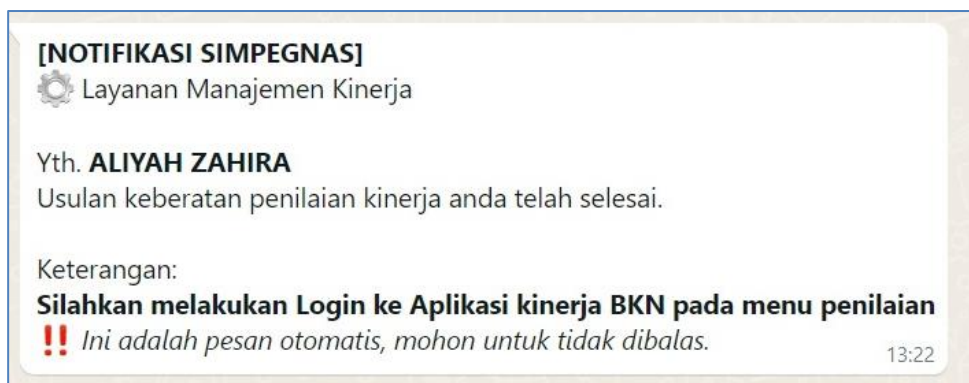 [NOTIFIKASI SIMPEGNAS]
⚙️ Layanan Manajemen Kinerja
Yth. ALIYAH ZAHIRA
Usulan keberatan penilaian kinerja anda telah selesai.
Keterangan:
Silahkan melakukan Login ke Aplikasi kinerja BKN pada menu penilaian
‼️ Ini adalah pesan otomatis, mohon untuk tidak dibalas.
13:22